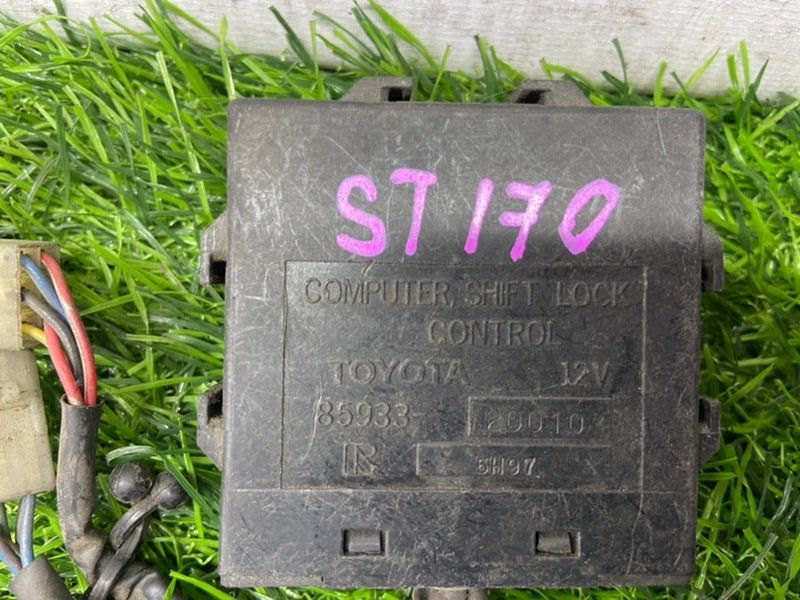 ST170
COMPUTER, SHIFT LOCK
CONTROL
TOYOTA 12V
85933-20010
R 5H97